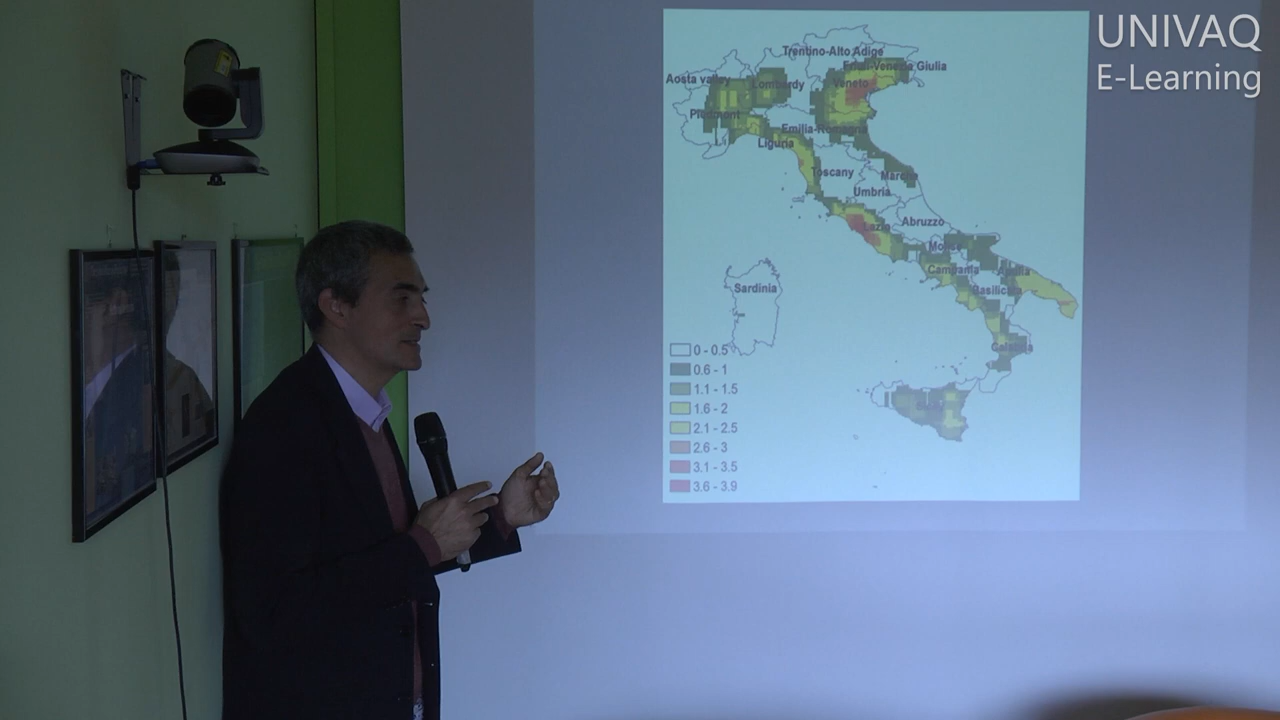 UNIVAQ
E-Learning
Trentino-Alto Adige
Friuli-Venezia Giulia
Aosta valley
Lombardy
Veneto
Piedmont
Emilia-Romagna
Liguria
Toscany
Marche
Umbria
Lazio
Abruzzo
Molise
Campania
Apulia
Basilicata
Sardinia
Calabria
0 - 0.5
0.6 - 1
1.1 - 1.5
1.6 - 2
2.1 - 2.5
2.6 - 3
3.1 - 3.5
3.6 - 3.9